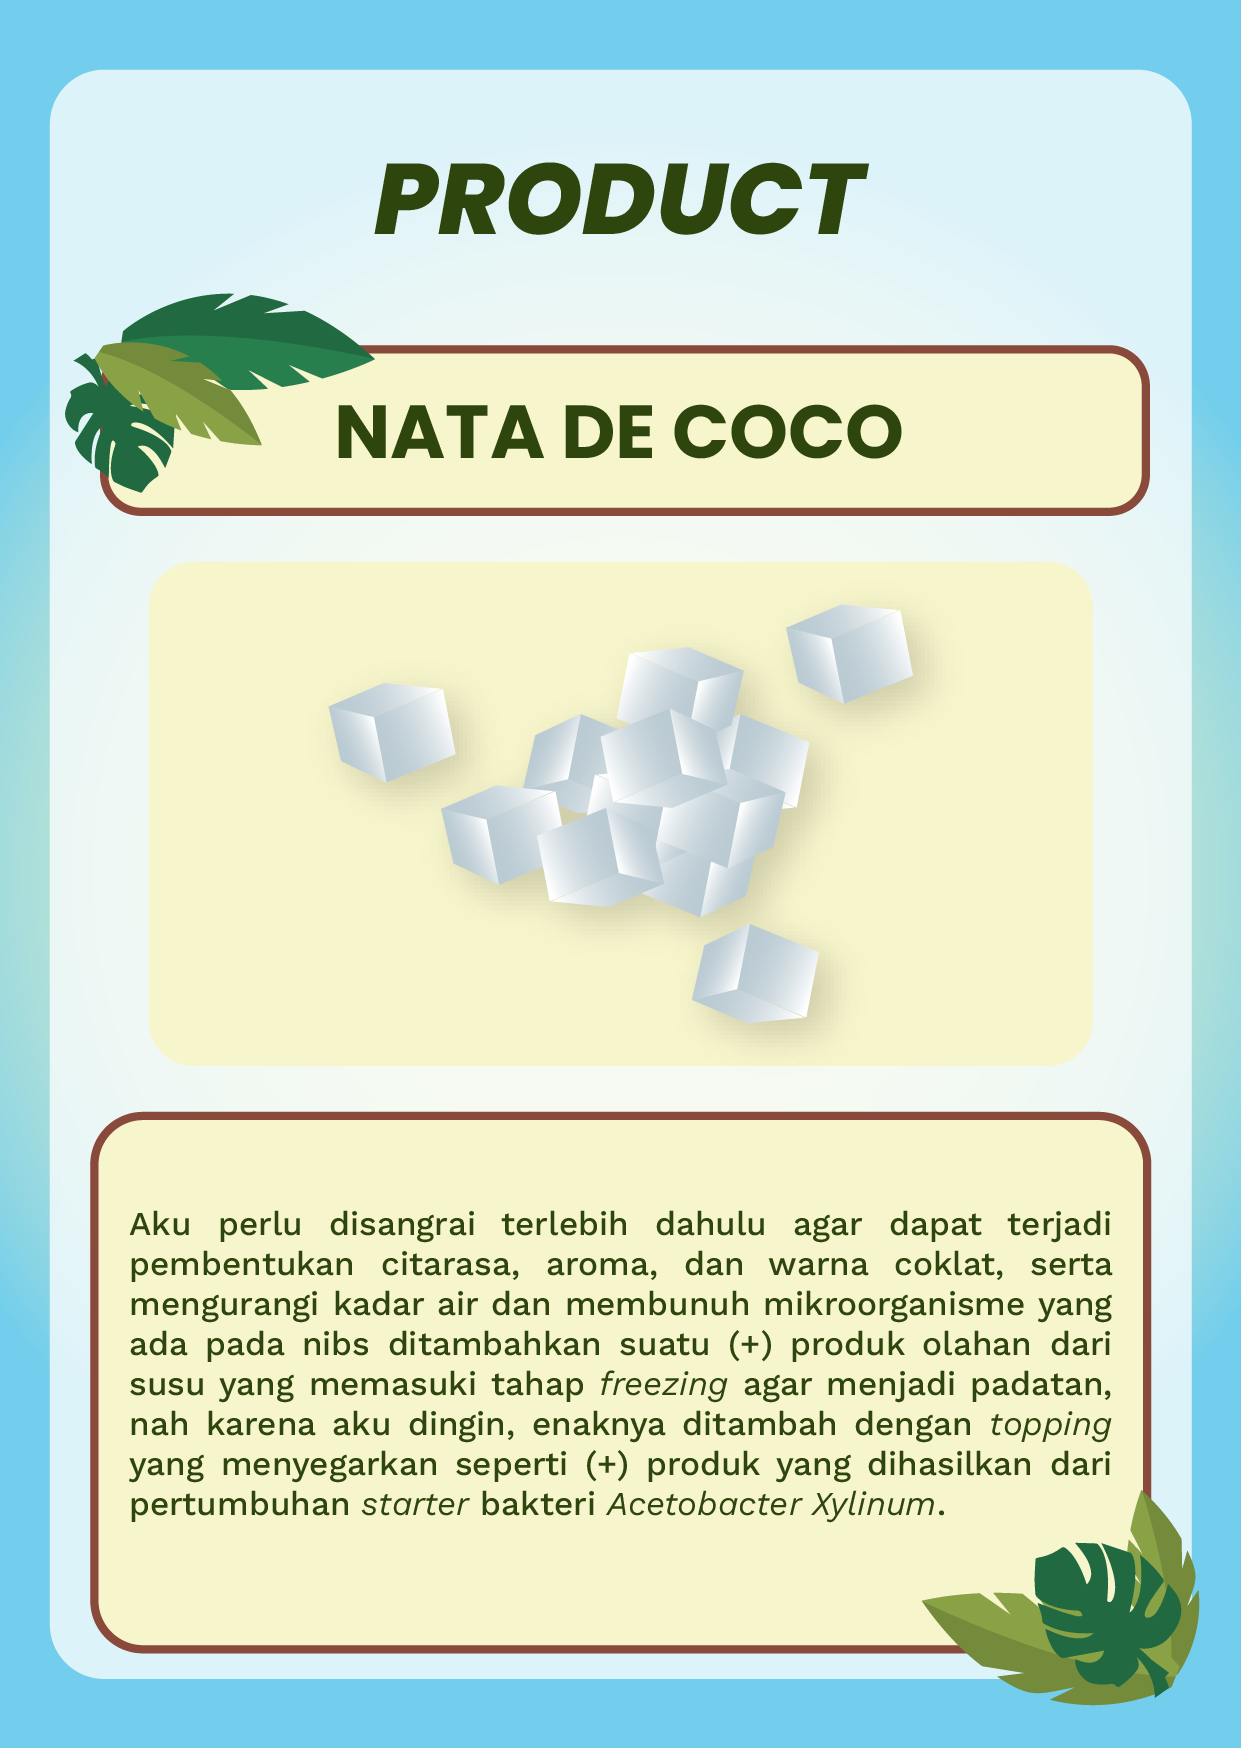 PRODUCT
NATA DE COCO
Aku perlu disangrai terlebih dahulu agar dapat terjadi
pembentukan citarasa, aroma, dan warna coklat, serta
mengurangi kadar air dan membunuh mikroorganisme yang
ada pada nibs ditambahkan suatu (+) produk olahan dari
susu yang memasuki tahap freezing agar menjadi padatan,
nah karena aku dingin, enaknya ditambah dengan topping
yang menyegarkan seperti (+) produk yang dihasilkan dari
pertumbuhan starter bakteri Acetobacter Xylinum.